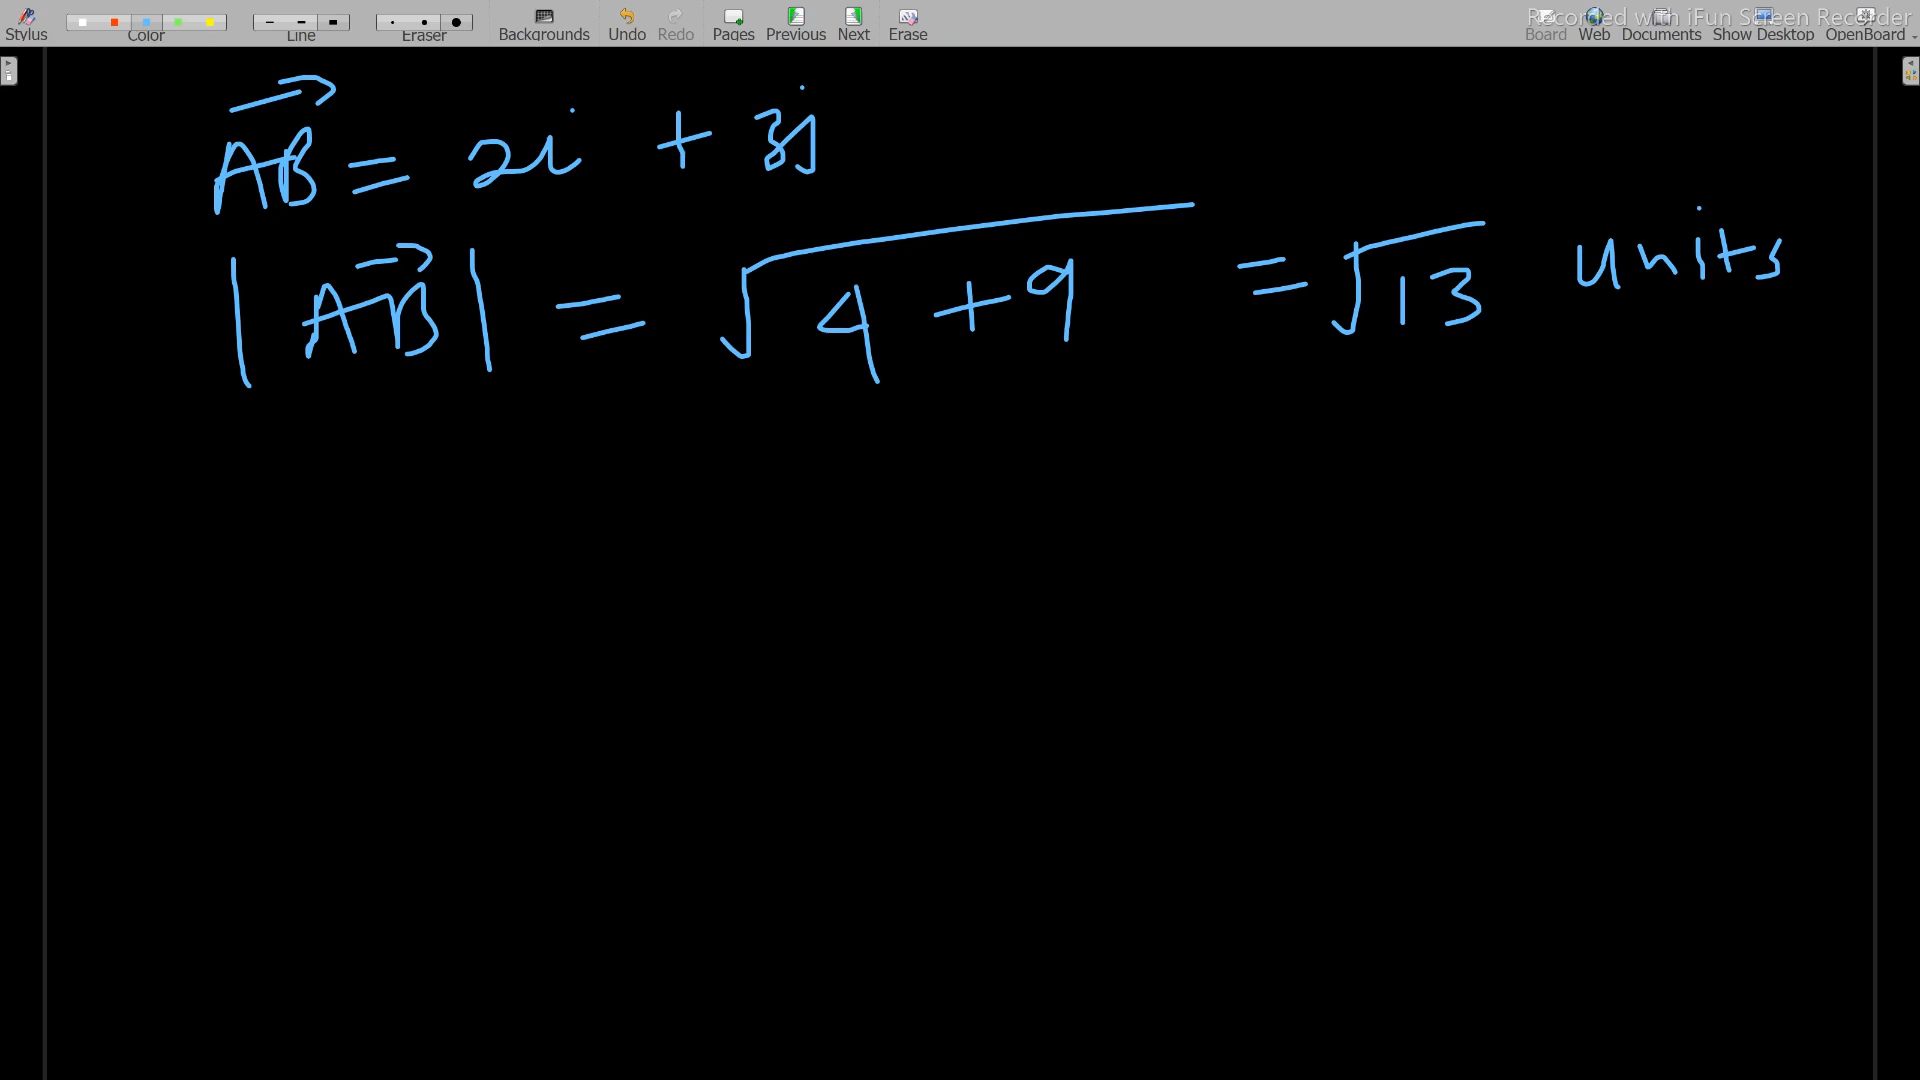 Recorded with iFun Screen Recorder
Stylus Color Line Eraser Backgrounds Undo Redo Pages Previous Next Erase Board Web Documents Show Desktop OpenBoard
AB = 2i + 3j
|AB| = √4+9 = √13 units